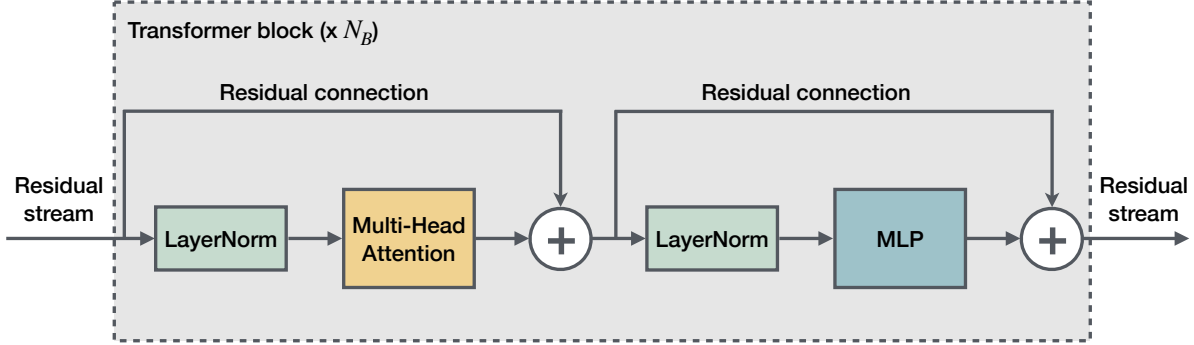 Transformer block (x N_B)
Residual connection
Residual connection
Residual
stream
LayerNorm
Multi-Head
Attention
+
LayerNorm
MLP
+
Residual
stream